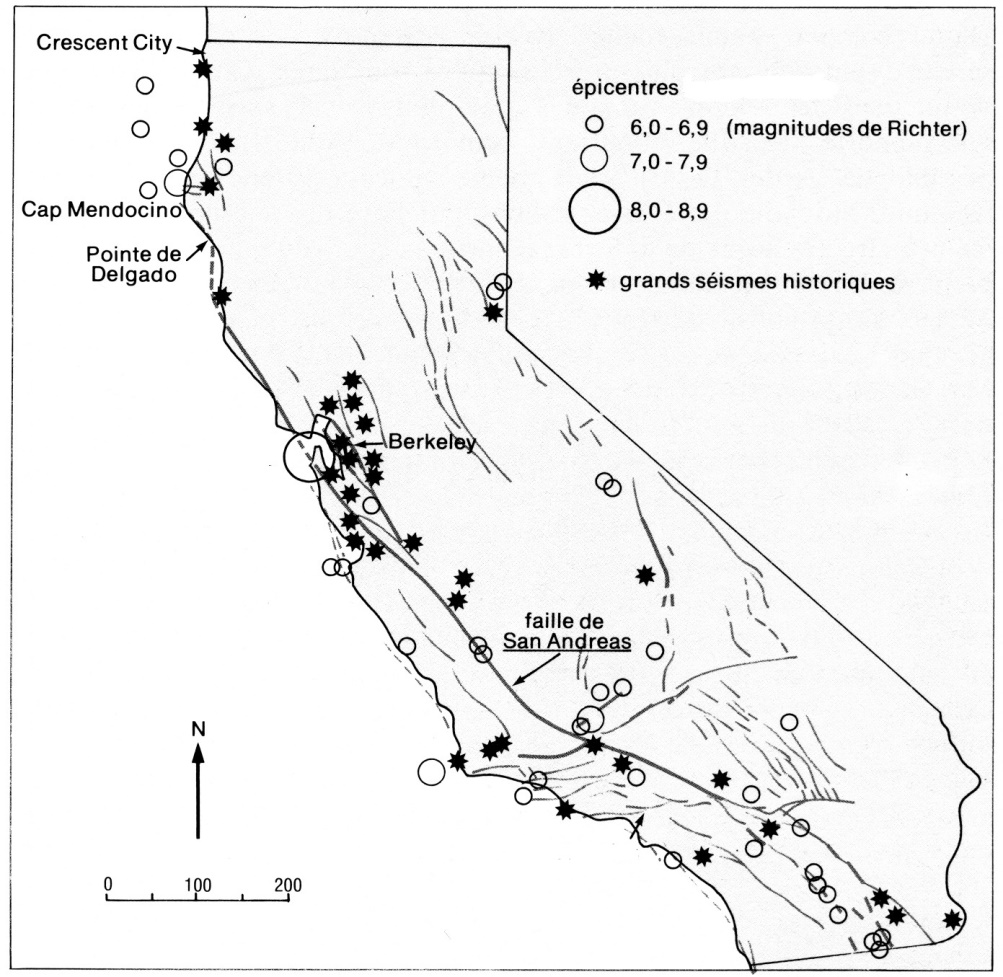 Crescent City
épicentres
6,0 - 6,9 (magnitudes de Richter)
7,0 - 7,9
8,0 - 8,9
grands séismes historiques
Cap Mendocino
Pointe de
Delgado
Berkeley
faille de
San Andreas
N
0 100 200